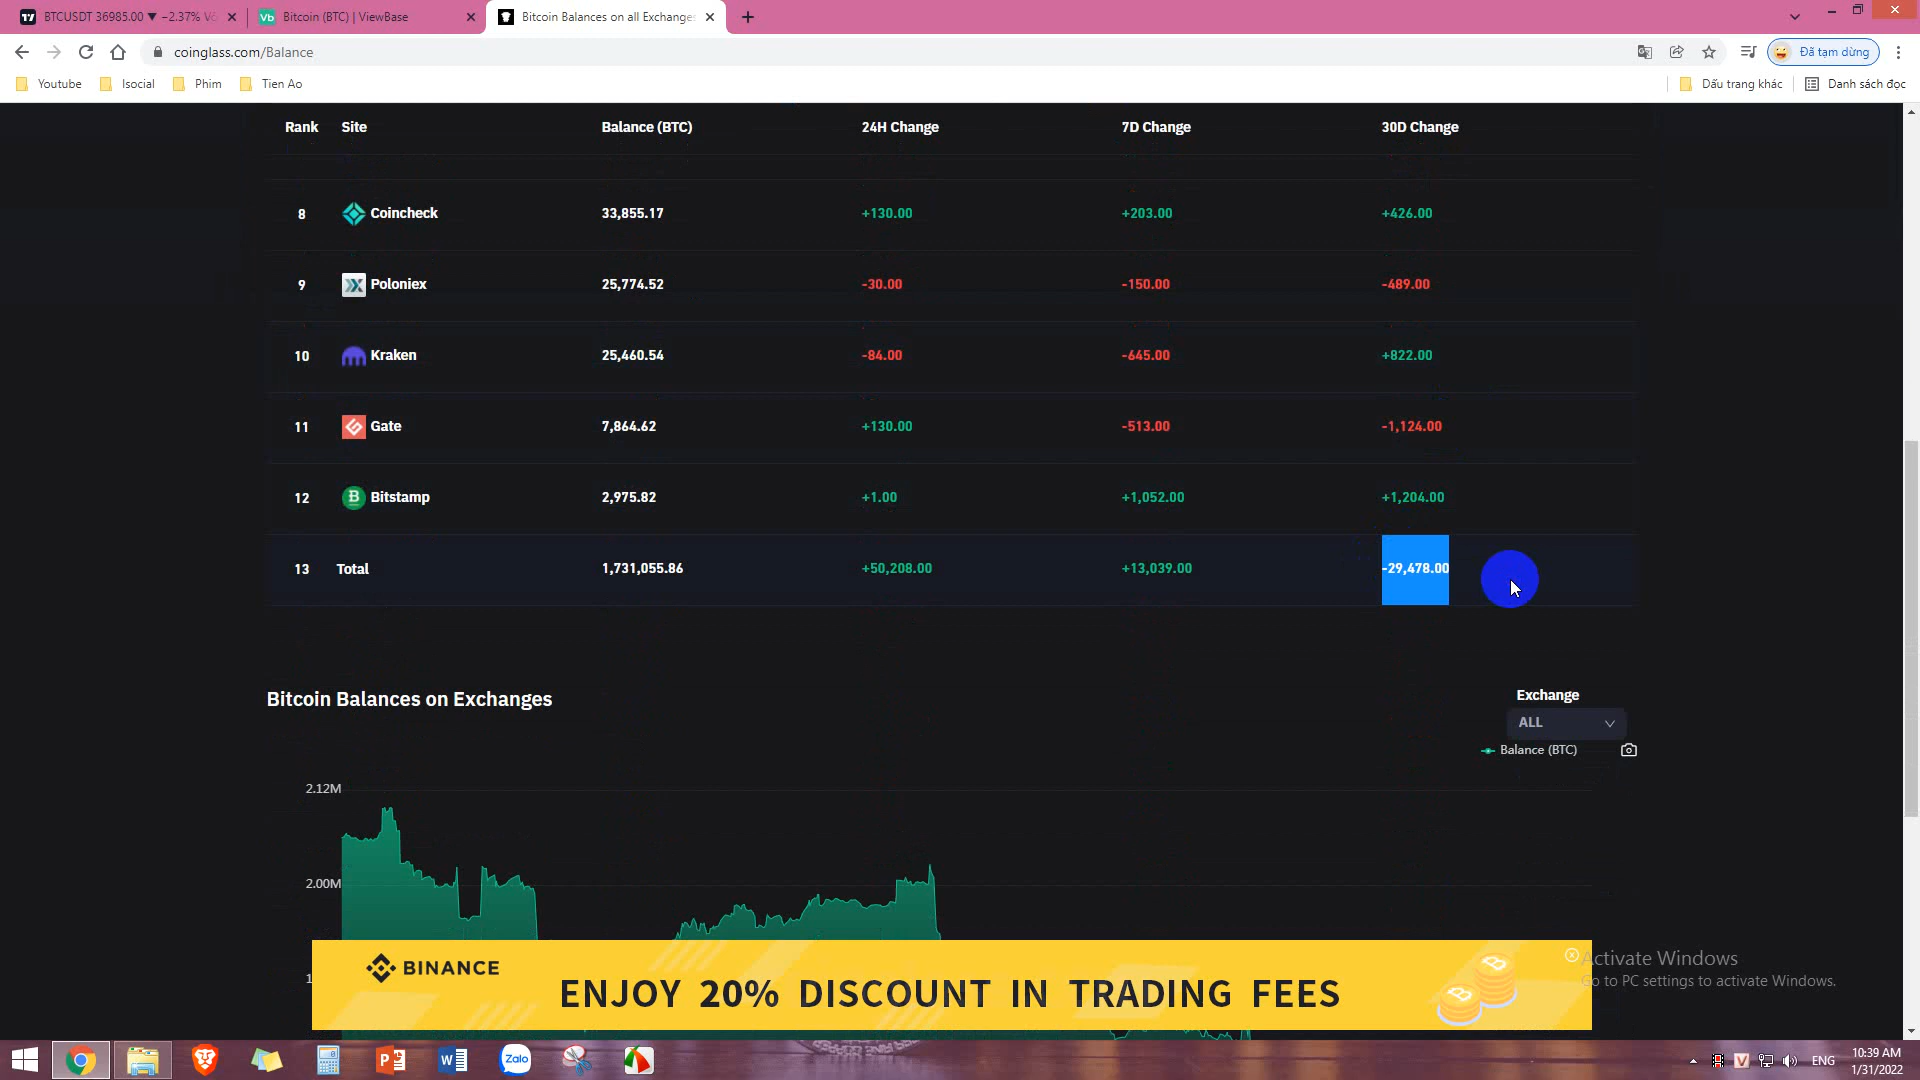 BTCUSDT 36985.00 ▼ −2.37%
Bitcoin (BTC) | ViewBase
Bitcoin Balances on all Exchanges
coinglass.com/Balance
Đã tạm dừng
Youtube
Isocial
Phim
Tien Ao
Dấu trang khác
Danh sách đọc
Rank Site Balance (BTC) 24H Change 7D Change 30D Change
8 Coincheck 33,855.17 +130.00 +203.00 +426.00
9 Poloniex 25,774.52 -30.00 -150.00 -489.00
10 Kraken 25,460.54 -84.00 -645.00 +822.00
11 Gate 7,864.62 +130.00 -513.00 -1,124.00
12 Bitstamp 2,975.82 +1.00 +1,052.00 +1,204.00
13 Total 1,731,055.86 +50,208.00 +13,039.00 -29,478.00
Bitcoin Balances on Exchanges
Exchange
ALL
Balance (BTC)
2.12M
2.00M
BINANCE
ENJOY 20% DISCOUNT IN TRADING FEES
Activate Windows
Go to PC settings to activate Windows.
Zalo
ENG
10:39 AM
1/31/2022